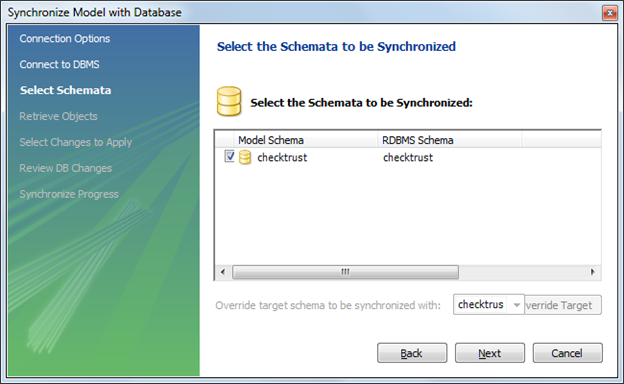 Synchronize Model with Database
Connection Options
Connect to DBMS
Select Schemata
Retrieve Objects
Select Changes to Apply
Review DB Changes
Synchronize Progress
Select the Schemata to be Synchronized
Select the Schemata to be Synchronized:
Model Schema RDBMS Schema
checktrust checktrust
Override target schema to be synchronized with: checktrus verride Target
Back Next Cancel